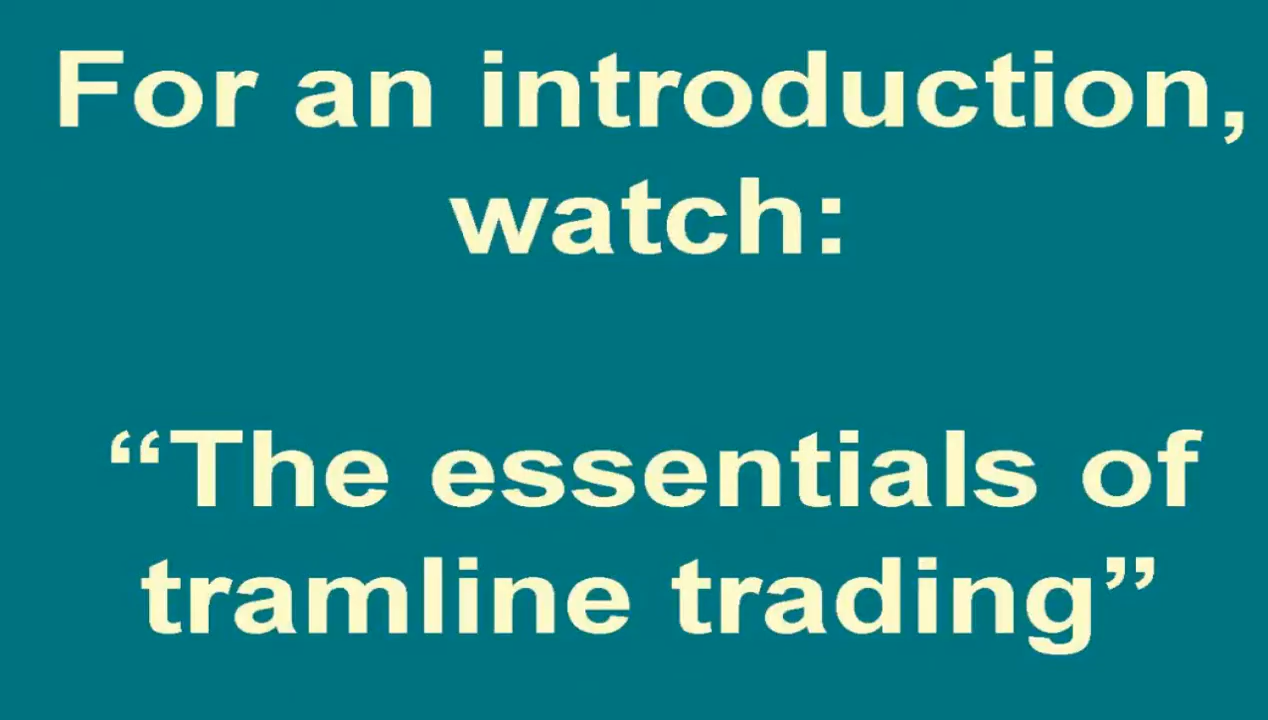 For an introduction,
watch:
“The essentials of
tramline trading”